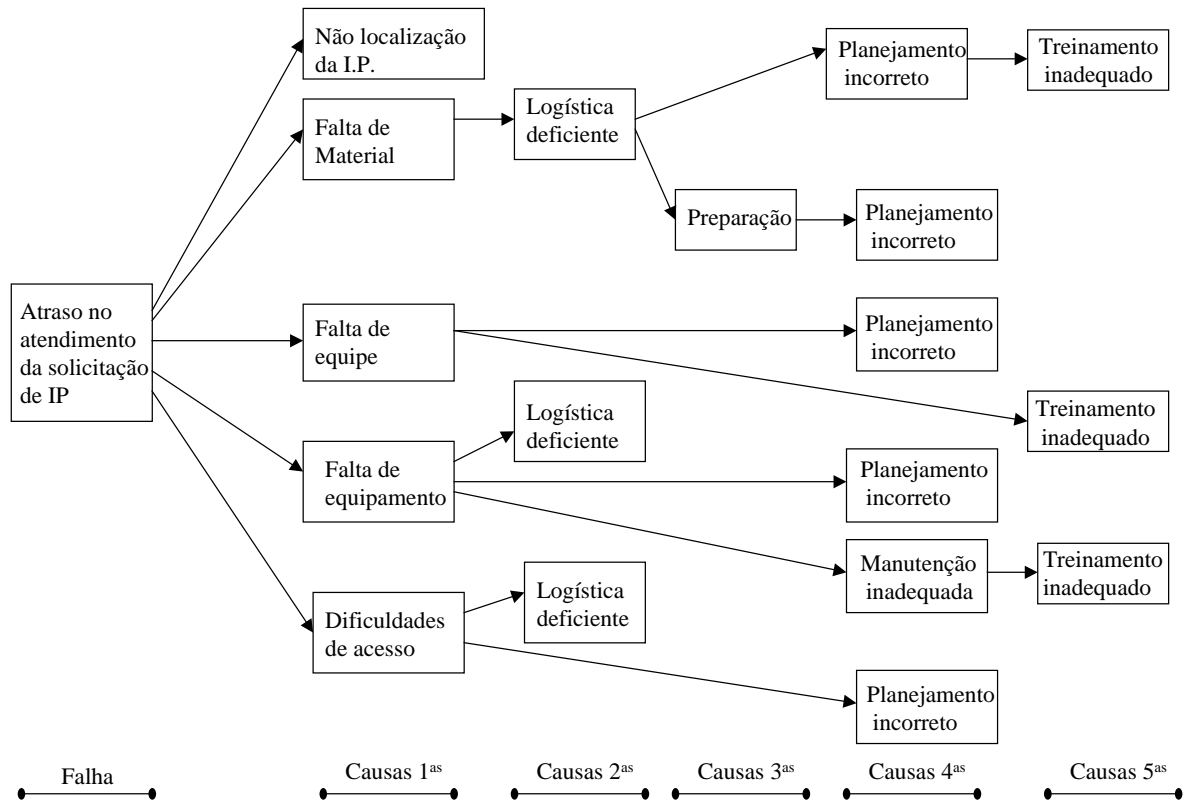 Não localização
da I.P.
Planejamento
incorreto
Treinamento
inadequado
Falta de
Material
Logística
deficiente
Preparação
Planejamento
incorreto
Atraso no
atendimento
da solicitação
de IP
Falta de
equipe
Planejamento
incorreto
Treinamento
inadequado
Logística
deficiente
Falta de
equipamento
Planejamento
incorreto
Manutenção
inadequada
Treinamento
inadequado
Dificuldades
de acesso
Logística
deficiente
Planejamento
incorreto
Falha
Causas 1as
Causas 2as
Causas 3as
Causas 4as
Causas 5as